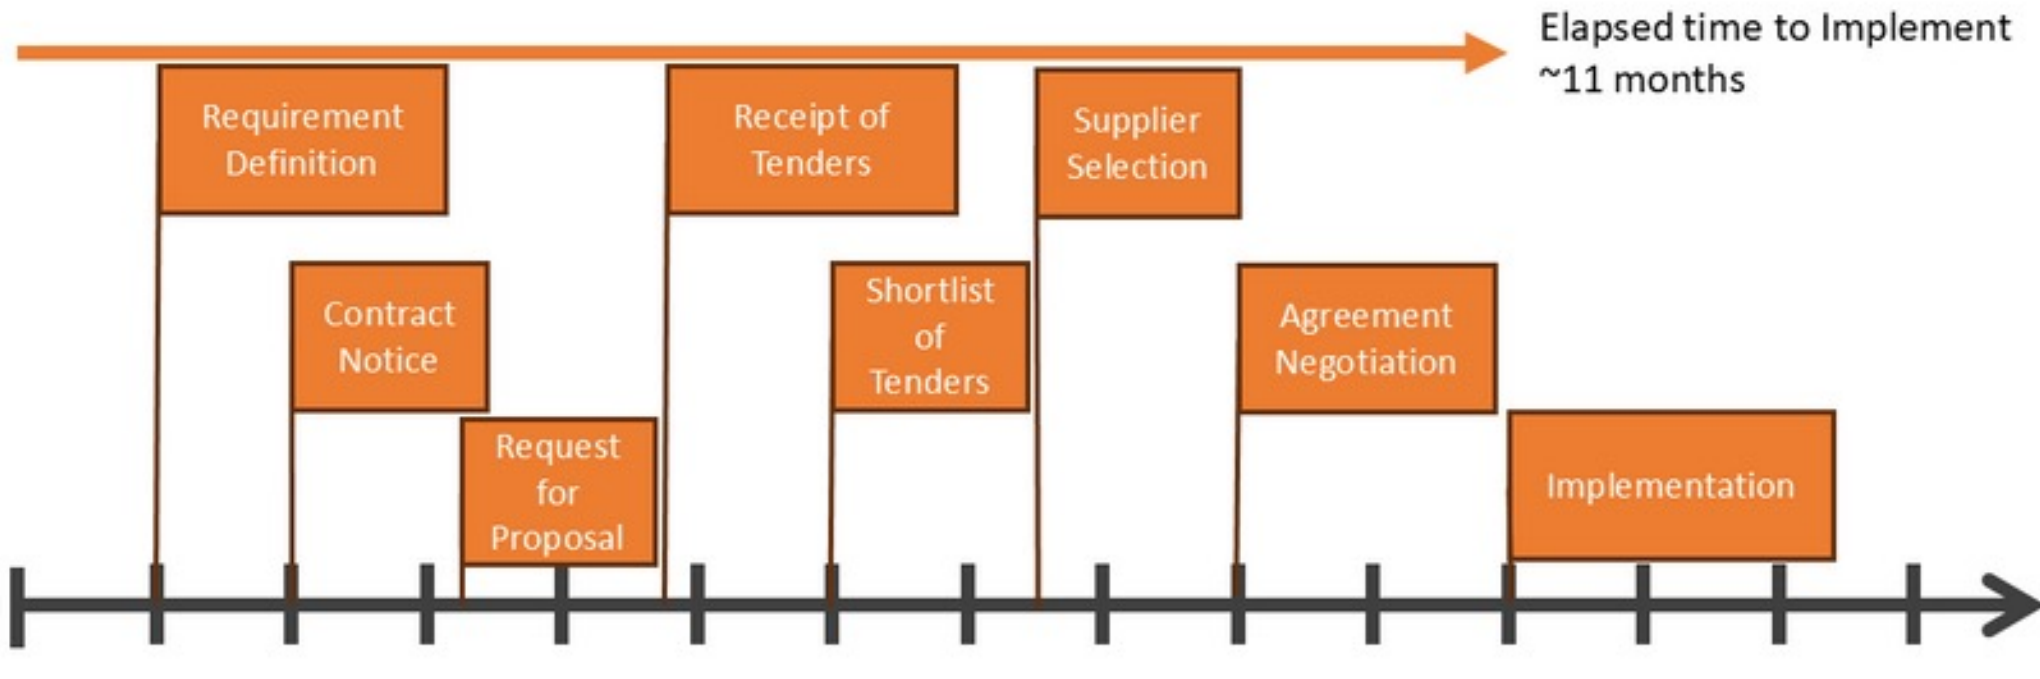 Elapsed time to Implement
~11 months
Requirement
Definition
Receipt of
Tenders
Supplier
Selection
Contract
Notice
Shortlist
of
Tenders
Agreement
Negotiation
Request
for
Proposal
Implementation